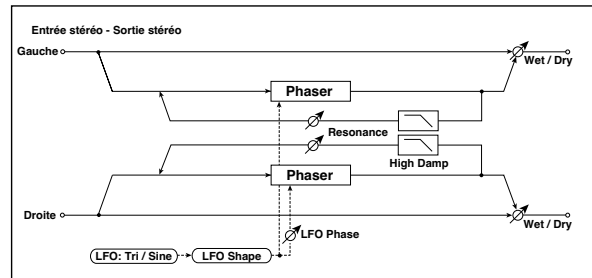 Entrée stéréo - Sortie stéréo
Gauche
Wet / Dry
Phaser
Resonance
High Damp
Phaser
Droite
Wet / Dry
LFO Phase
LFO: Tri / Sine
LFO Shape